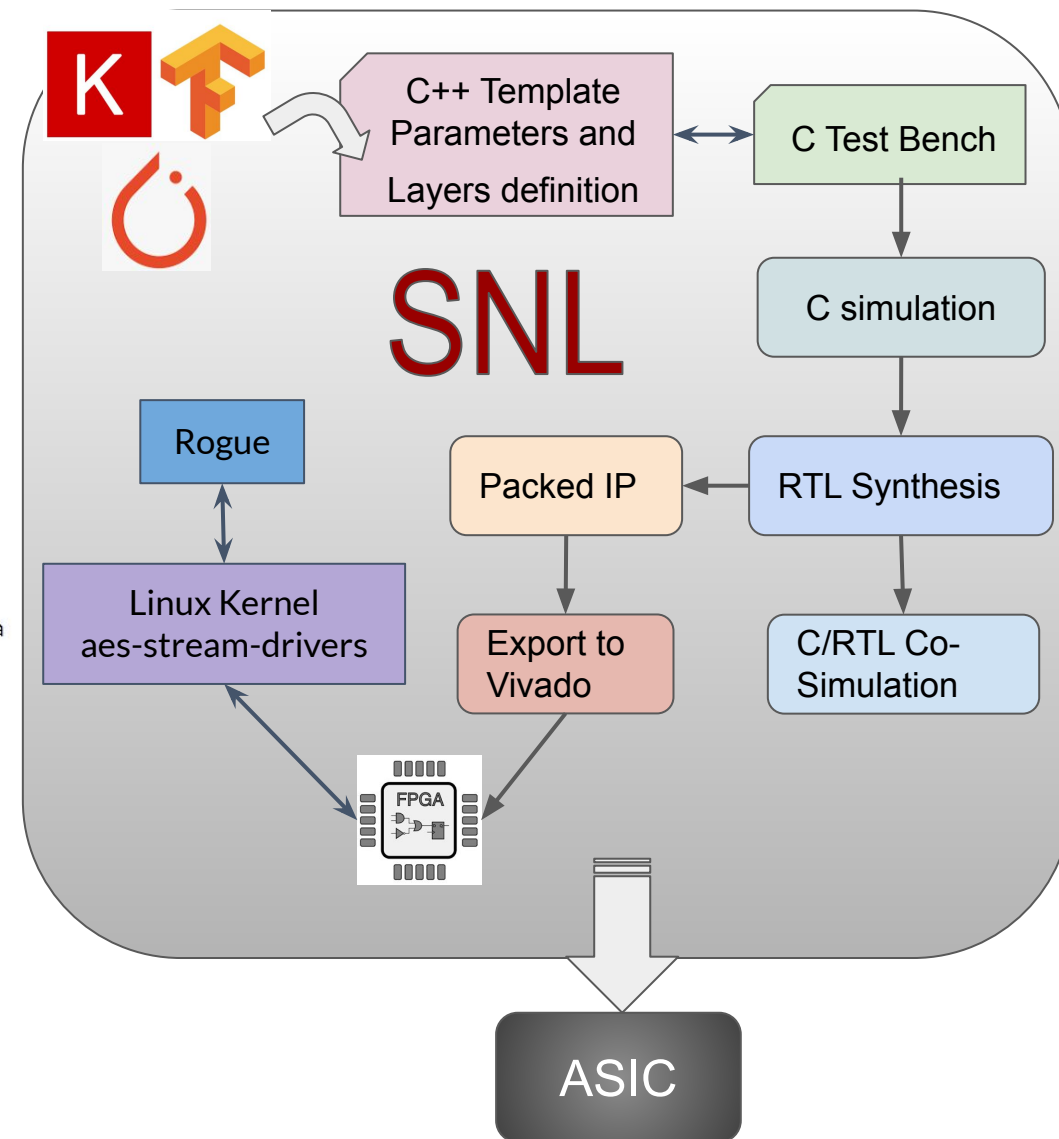 K
C++ Template
Parameters and
Layers definition
C Test Bench
SNL
C simulation
Rogue
Packed IP
RTL Synthesis
Linux Kernel
aes-stream-drivers
a
Export to
Vivado
C/RTL Co-
Simulation
FPGA
ASIC